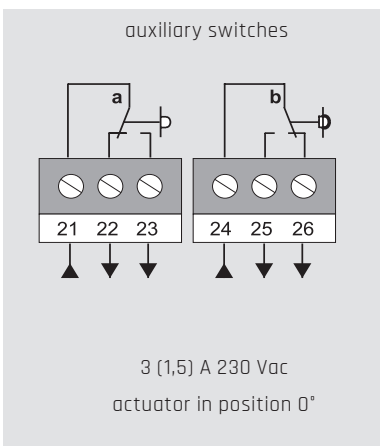 auxiliary switches
a b
21 22 23 24 25 26
3 (1,5) A 230 Vac
actuator in position 0°